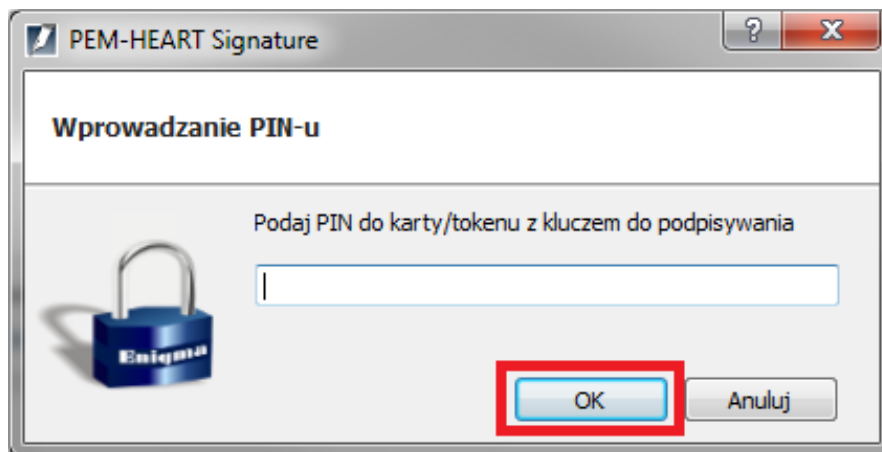 PEM-HEART Signature
Wprowadzanie PIN-u
Podaj PIN do karty/tokenu z kluczem do podpisywania
Enigma
OK Anuluj